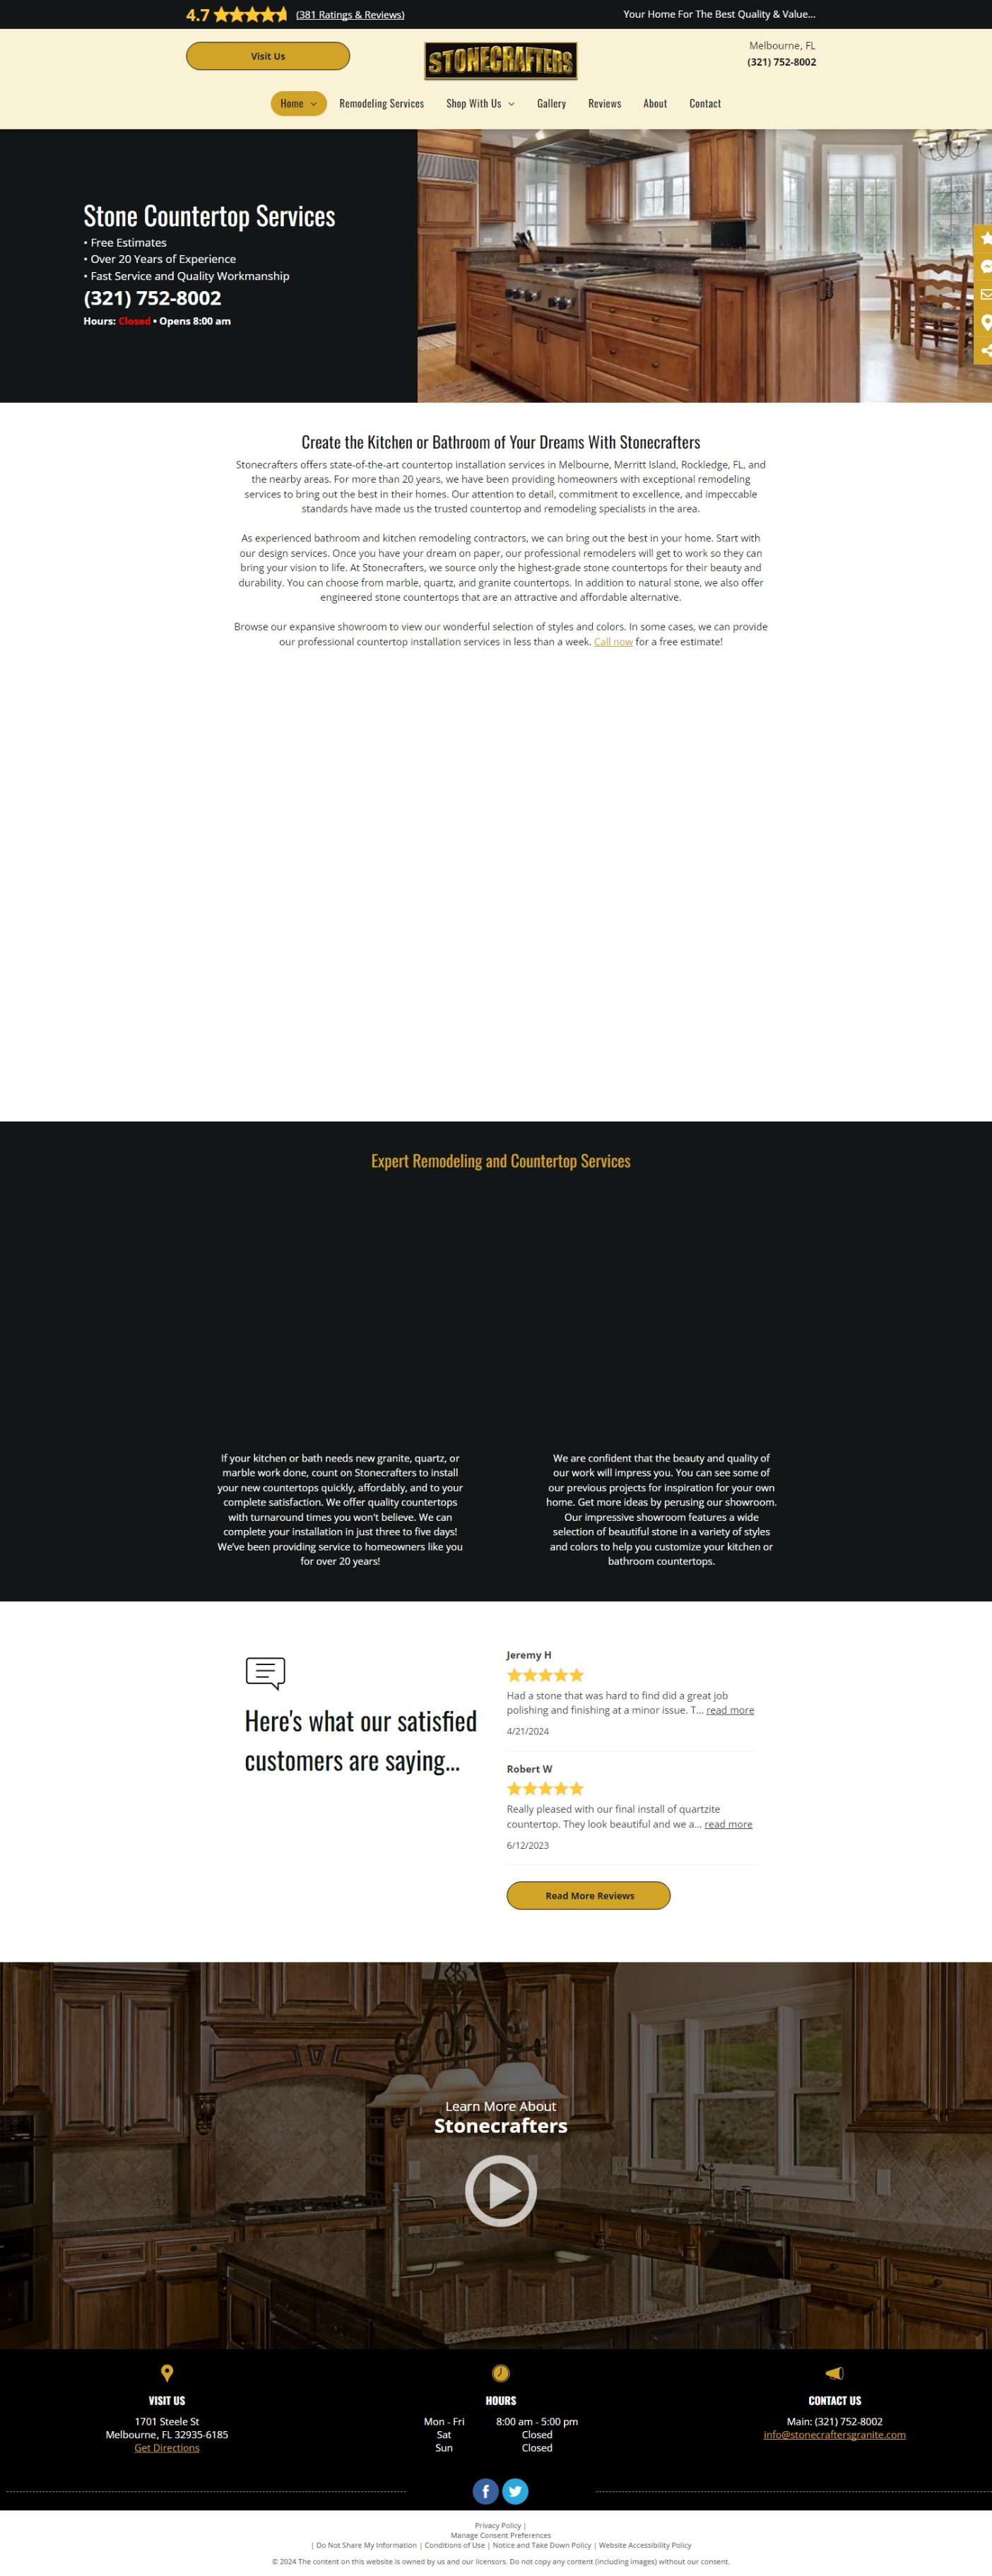 4.7 (381 Ratings & Reviews)
Your Home For The Best Quality & Value...
Visit Us
STONECRAFTERS
Melbourne, FL
(321) 752-8002
Home Remodeling Services Shop With Us Gallery Reviews About Contact
Stone Countertop Services
• Free Estimates
• Over 20 Years of Experience
• Fast Service and Quality Workmanship
(321) 752-8002
Hours: Closed • Opens 8:00 am
Create the Kitchen or Bathroom of Your Dreams With Stonecrafters
Stonecrafters offers state-of-the-art countertop installation services in Melbourne, Merritt Island, Rockledge, FL, and
the nearby areas. For more than 20 years, we have been providing homeowners with exceptional remodeling
services to bring out the best in their homes. Our attention to detail, commitment to excellence, and impeccable
standards have made us the trusted countertop and remodeling specialists in the area.
As experienced bathroom and kitchen remodeling contractors, we can bring out the best in your home. Start with
our design services. Once you have your dream on paper, our professional remodelers will get to work so they can
bring your vision to life. At Stonecrafters, we source only the highest-grade stone countertops for their beauty and
durability. You can choose from marble, quartz, and granite countertops. In addition to natural stone, we also offer
engineered stone countertops that are an attractive and affordable alternative.
Browse our expansive showroom to view our wonderful selection of styles and colors. In some cases, we can provide
our professional countertop installation services in less than a week. Call now for a free estimate!
Expert Remodeling and Countertop Services
If your kitchen or bath needs new granite, quartz, or
marble work done, count on Stonecrafters to install
your new countertops quickly, affordably, and to your
complete satisfaction. We offer quality countertops
with turnaround times you won't believe. We can
complete your installation in just three to five days!
We've been providing service to homeowners like you
for over 20 years!
We are confident that the beauty and quality of
our work will impress you. You can see some of
our previous projects for inspiration for your own
home. Get more ideas by perusing our showroom.
Our impressive showroom features a wide
selection of beautiful stone in a variety of styles
and colors to help you customize your kitchen or
bathroom countertops.
Here's what our satisfied
customers are saying...
Jeremy H
Had a stone that was hard to find did a great job
polishing and finishing at a minor issue. T... read more
4/21/2024
Robert W
Really pleased with our final install of quartzite
countertop. They look beautiful and we a... read more
6/12/2023
Read More Reviews
Learn More About
Stonecrafters
VISIT US
1701 Steele St
Melbourne, FL 32935-6185
Get Directions
HOURS
Mon - Fri 8:00 am - 5:00 pm
Sat Closed
Sun Closed
CONTACT US
Main: (321) 752-8002
info@stonecraftersgranite.com
Privacy Policy |
Manage Consent Preferences
| Do Not Share My Information | Conditions of Use | Notice and Take Down Policy | Website Accessibility Policy
© 2024 The content on this website is owned by us and our licensors. Do not copy any content (including images) without our consent.